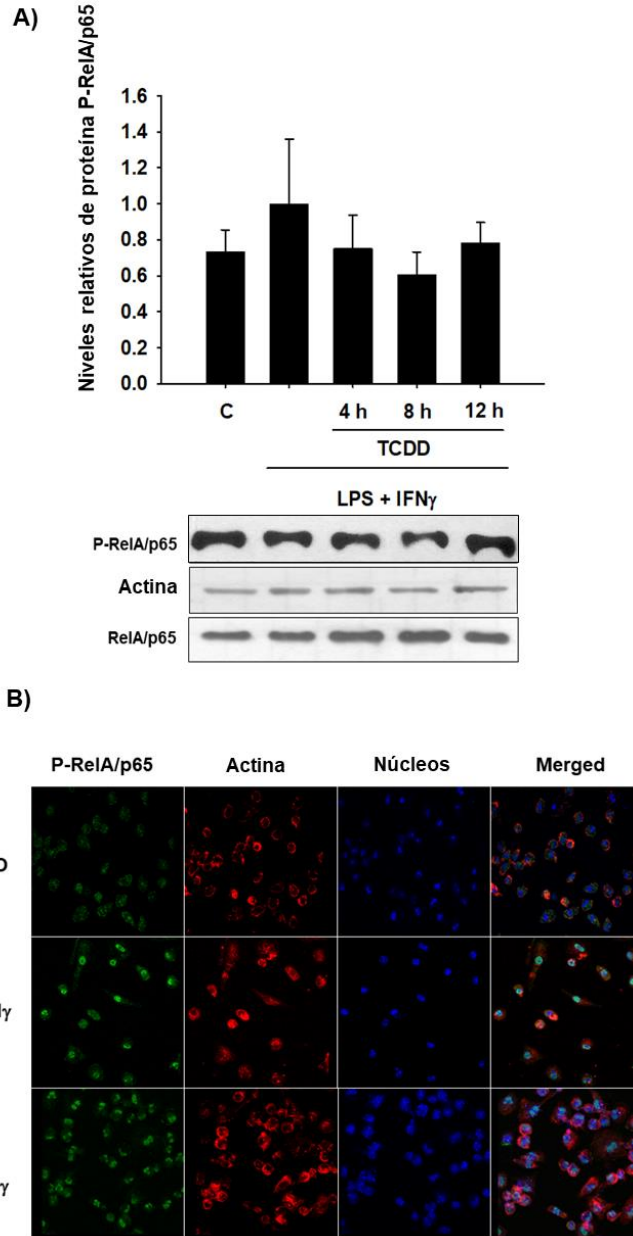 A)
Niveles relativos de proteína P-RelA/p65
1.6
1.4
1.2
1.0
0.8
0.6
0.4
0.2
0.0
C
4 h 8 h 12 h
TCDD
LPS + IFNγ
P-RelA/p65
Actina
RelA/p65
B)
P-RelA/p65 Actina Núcleos Merged